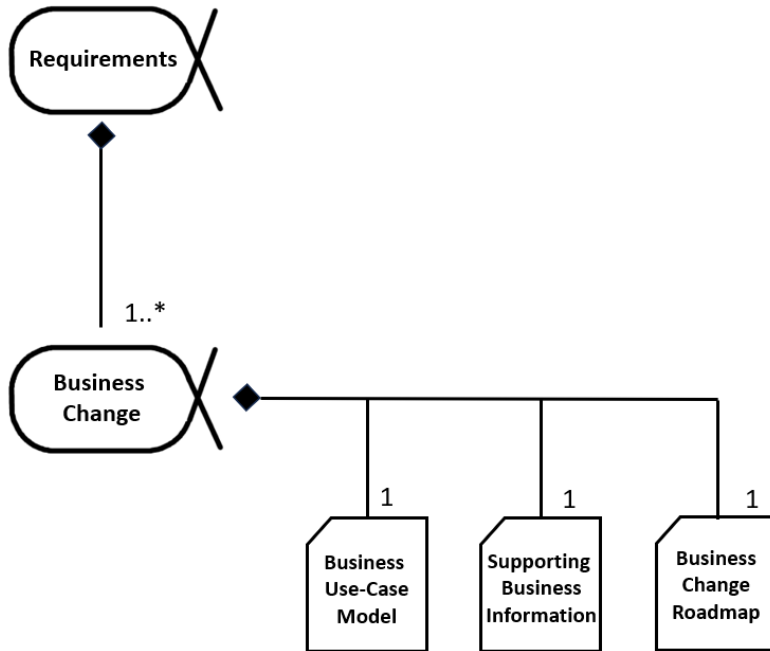 Requirements
1..*
Business
Change
1
1
1
Business
Use-Case
Model
Supporting
Business
Information
Business
Change
Roadmap